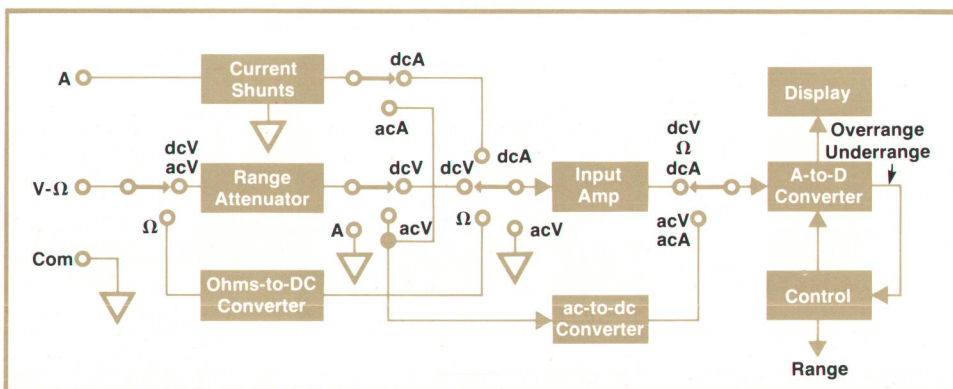 A
Current
Shunts
dcA
acA
dcV
acV
V-Ω
Range
Attenuator
dcV
dcV
dcA
Input
Amp
dcV
Ω
dcA
A-to-D
Converter
Display
Overrange
Underrange
Ω
A
acV
Ω
acV
acV
acA
Com
Ohms-to-DC
Converter
ac-to-dc
Converter
Control
Range